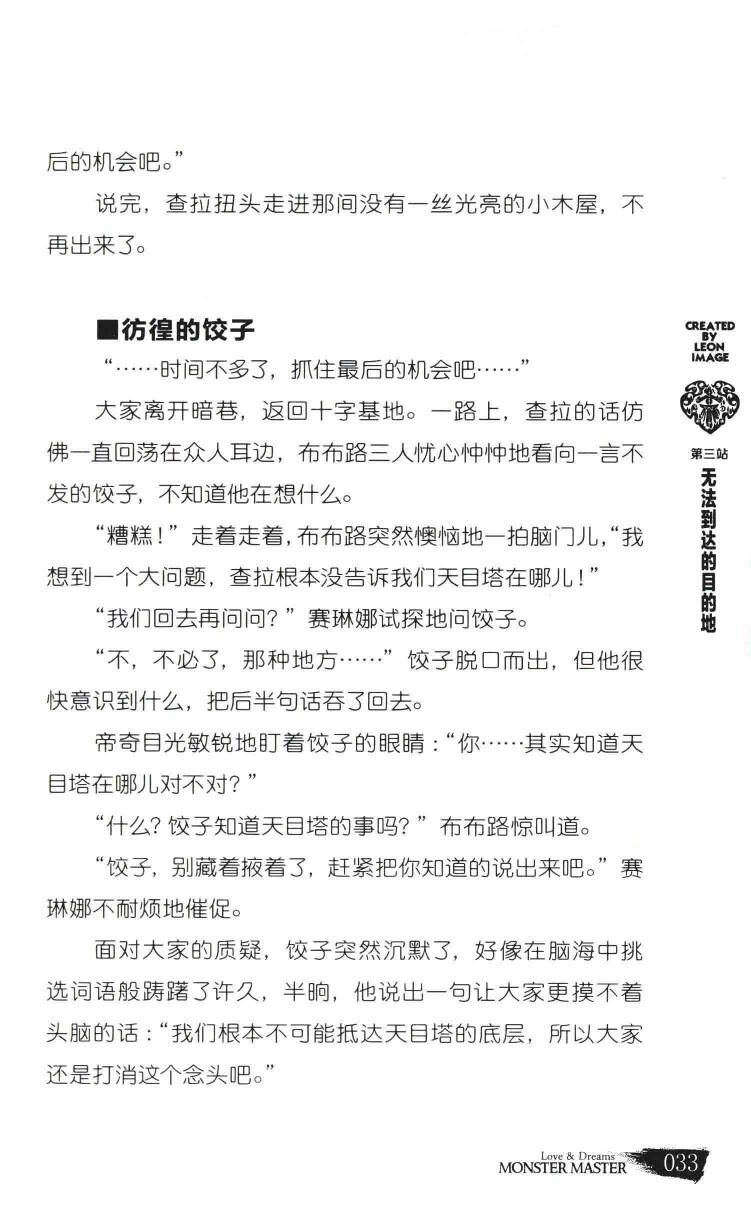 后的机会吧。”
说完，查拉扭头走进那间没有一丝光亮的小木屋，不
再出来了。
■彷徨的饺子
“……时间不多了，抓住最后的机会吧……”
大家离开暗巷，返回十字基地。一路上，查拉的话仿
佛一直回荡在众人耳边，布布路三人忧心忡忡地看向一言不
发的饺子，不知道他在想什么。
“糟糕！”走着走着，布布路突然懊恼地一拍脑门儿，“我
想到一个大问题，查拉根本没告诉我们天目塔在哪儿！”
“我们回去再问问？”赛琳娜试探地问饺子。
“不，不必了，那种地方……”饺子脱口而出，但他很
快意识到什么，把后半句话吞了回去。
帝奇目光敏锐地盯着饺子的眼睛：“你……其实知道天
目塔在哪儿对不对？”
“什么？饺子知道天目塔的事吗？”布布路惊叫道。
“饺子，别藏着掖着了，赶紧把你知道的说出来吧。”赛
琳娜不耐烦地催促。
面对大家的质疑，饺子突然沉默了，好像在脑海中挑
选词语般踌躇了许久，半晌，他说出一句让大家更摸不着
头脑的话：“我们根本不可能抵达天目塔的底层，所以大家
还是打消这个念头吧。”
CREATED
BY
LEON
IMAGE
第三站
无法到达的目的地
Love & Dreams
MONSTER MASTER
033